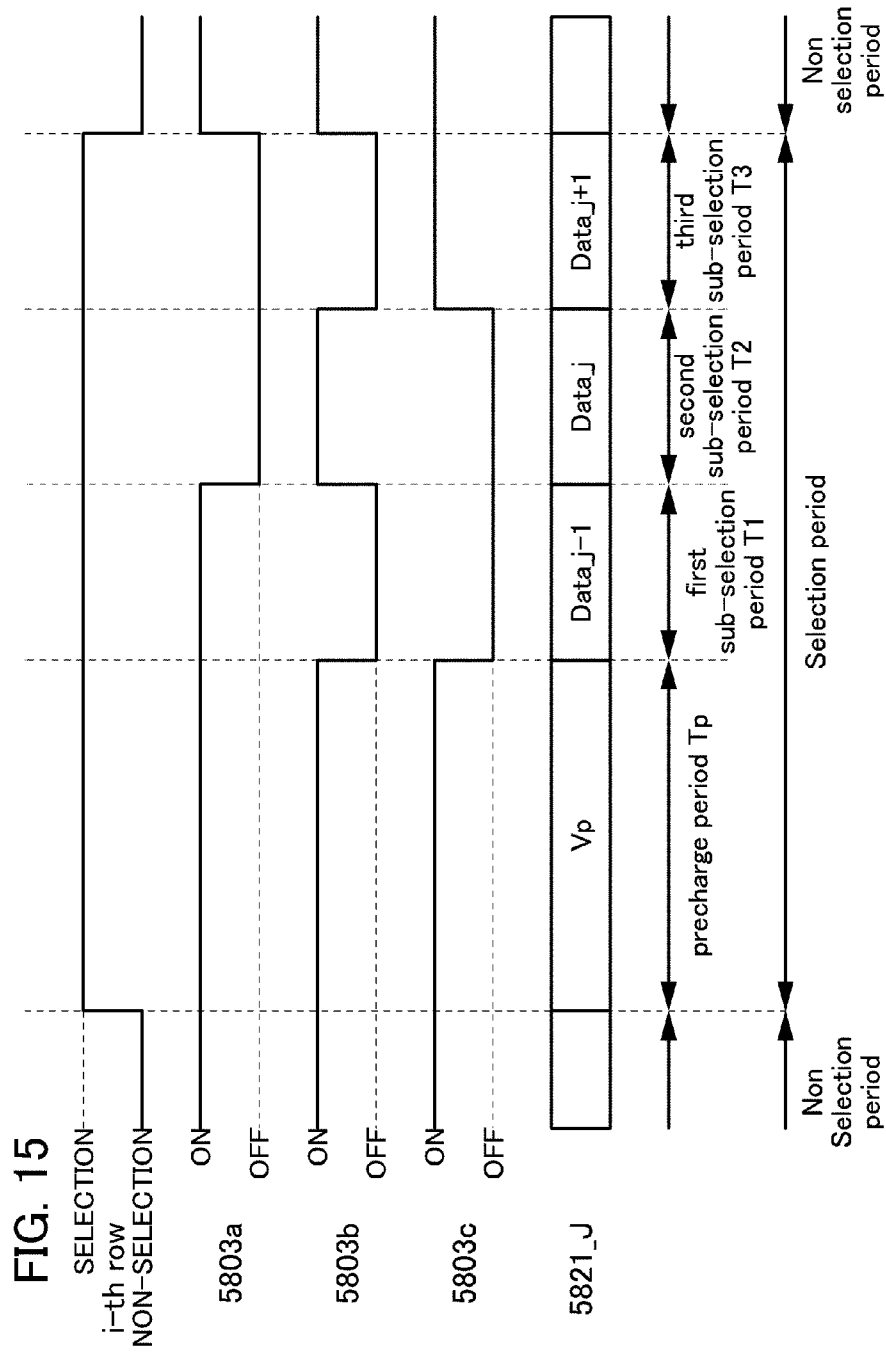 FIG. 15
SELECTION
i-th row
NON-SELECTION
5803a
ON
OFF
5803b
ON
OFF
5803c
ON
OFF
5821_J
Vp
Data_j-1
Data_j
Data_j+1
precharge period Tp
first
sub-selection
period T1
second
sub-selection
period T2
third
sub-selection
period T3
Non
Selection
period
Selection period
Non
selection
period